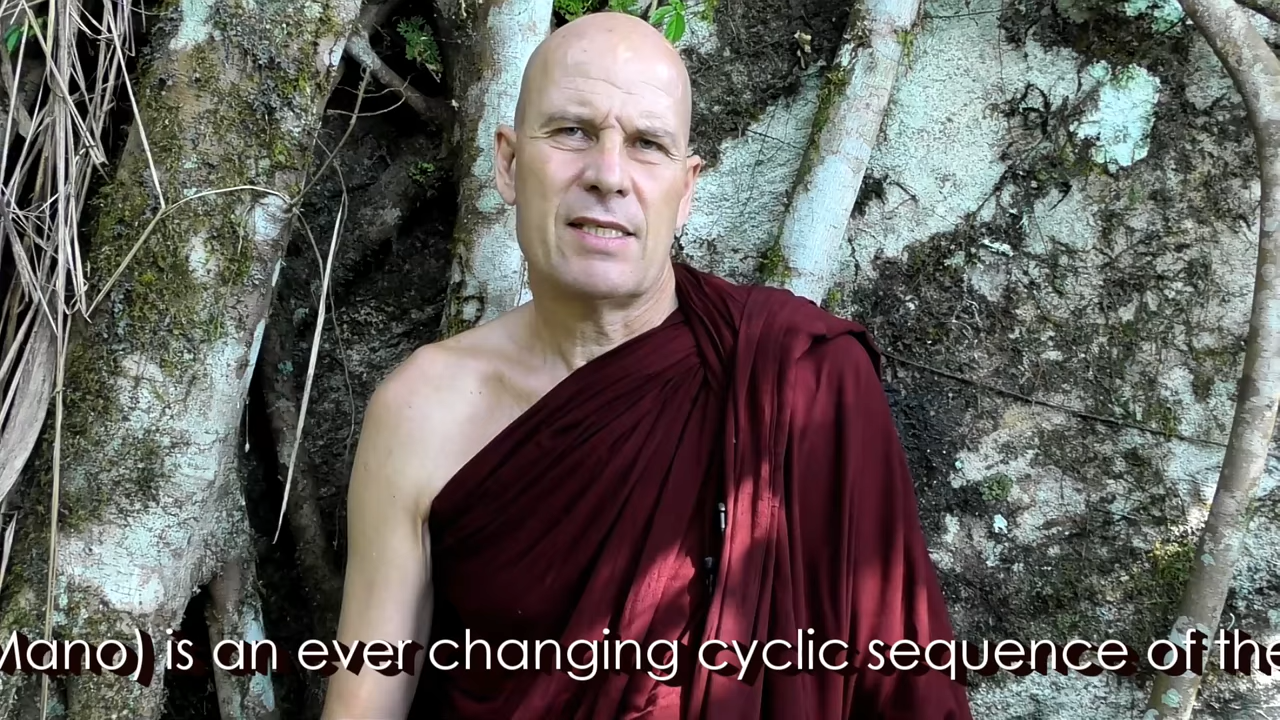 Mano) is an ever changing cyclic sequence of the